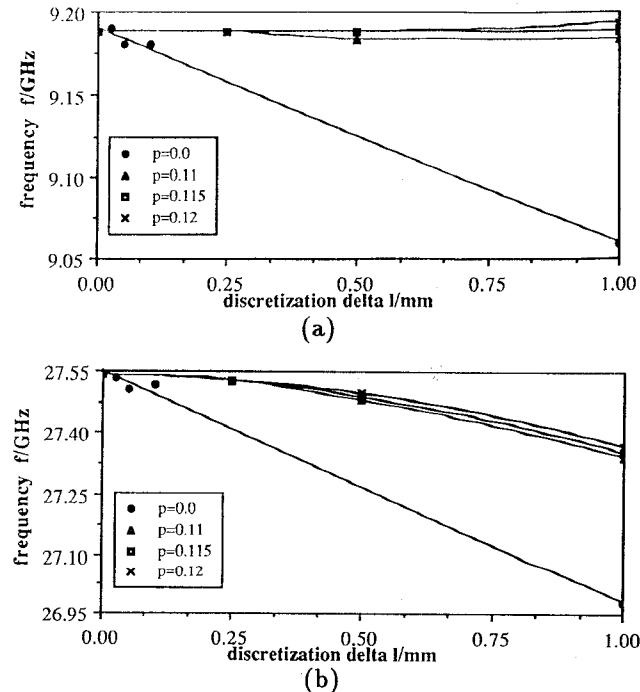 9.20
9.15
9.10
9.05
frequency f/GHz
p=0.0
p=0.11
p=0.115
p=0.12
0.00 0.25 0.50 0.75 1.00
discretization delta l/mm
(a)
27.55
27.40
27.25
27.10
26.95
frequency f/GHz
p=0.0
p=0.11
p=0.115
p=0.12
0.00 0.25 0.50 0.75 1.00
discretization delta l/mm
(b)